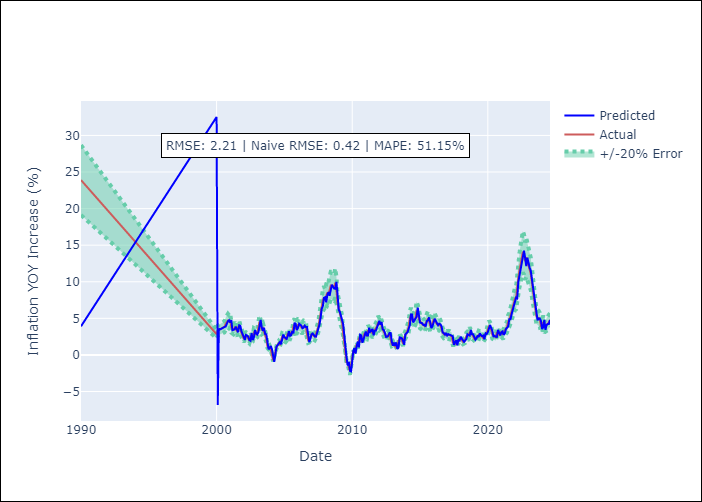 Predicted
Actual
+/-20% Error
RMSE: 2.21 | Naive RMSE: 0.42 | MAPE: 51.15%
30
25
20
15
10
5
0
−5
Inflation YOY Increase (%)
1990
2000
2010
2020
Date